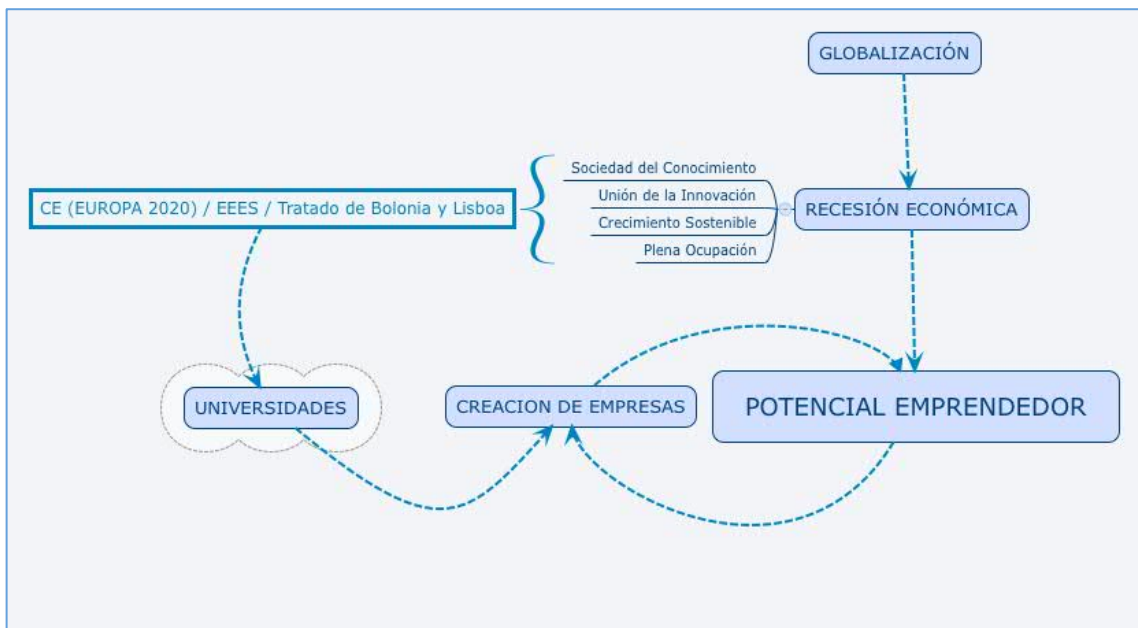 GLOBALIZACIÓN
Sociedad del Conocimiento
Unión de la Innovación
CE (EUROPA 2020) / EEES / Tratado de Bolonia y Lisboa
RECESIÓN ECONÓMICA
Crecimiento Sostenible
Plena Ocupación
UNIVERSIDADES
CREACION DE EMPRESAS
POTENCIAL EMPRENDEDOR